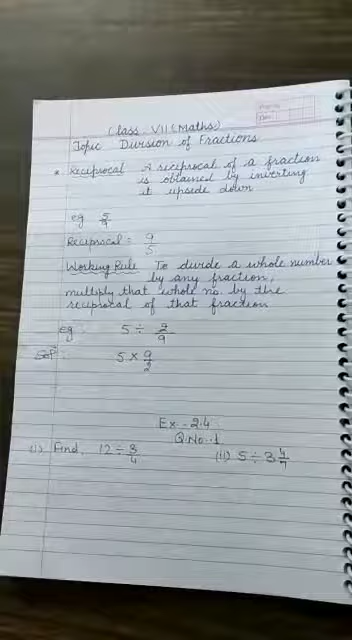 Page No.
Date
Class - VII (Maths)
Topic Division of Fractions
* Reciprocal A reciprocal of a fraction
is obtained by inverting
it upside down
eg 5/9
Reciprocal = 9/5
Working Rule To divide a whole number
by any fraction,
multiply that whole no. by the
reciprocal of that fraction
eg : 5 ÷ 2/9
Sol : 5 × 9/2
Ex. - 2.4
Q.No. 1
(i) Find, 12 ÷ 3/4 (ii) 5 ÷ 3 4/7